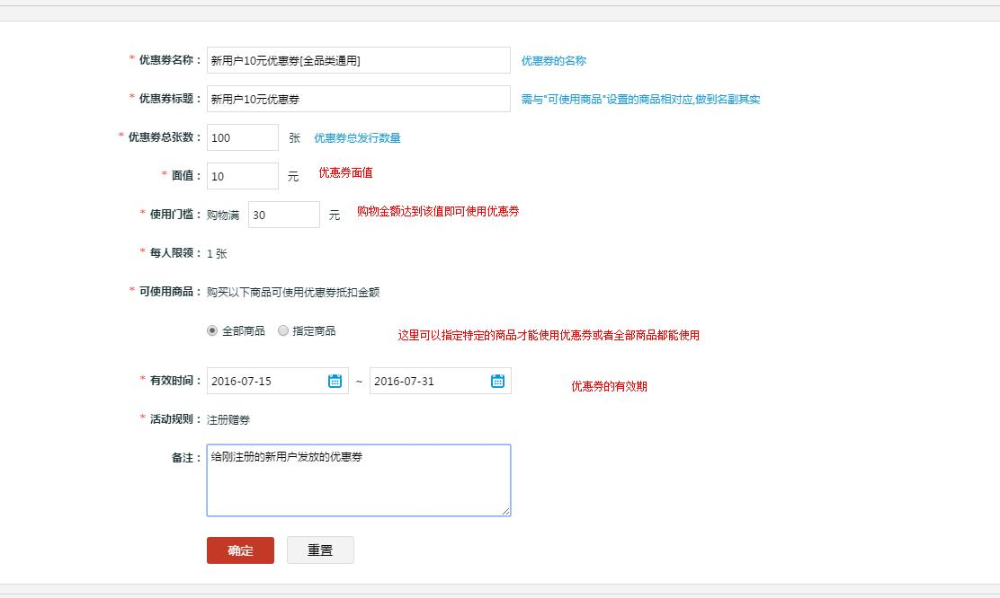 * 优惠券名称： 新用户10元优惠券[全品类通用] 优惠券的名称
* 优惠券标题： 新用户10元优惠券 需与"可使用商品"设置的商品相对应,做到名副其实
* 优惠券总张数： 100 张 优惠券总发行数量
* 面值： 10 元 优惠券面值
* 使用门槛： 购物满 30 元 购物金额达到该值即可使用优惠券
* 每人限领： 1 张
* 可使用商品： 购买以下商品可使用优惠券抵扣金额
全部商品 指定商品 这里可以指定特定的商品才能使用优惠券或者全部商品都能使用
* 有效时间： 2016-07-15 ~ 2016-07-31 优惠券的有效期
* 活动规则： 注册赠券
备注： 给刚注册的新用户发放的优惠券
确定 重置